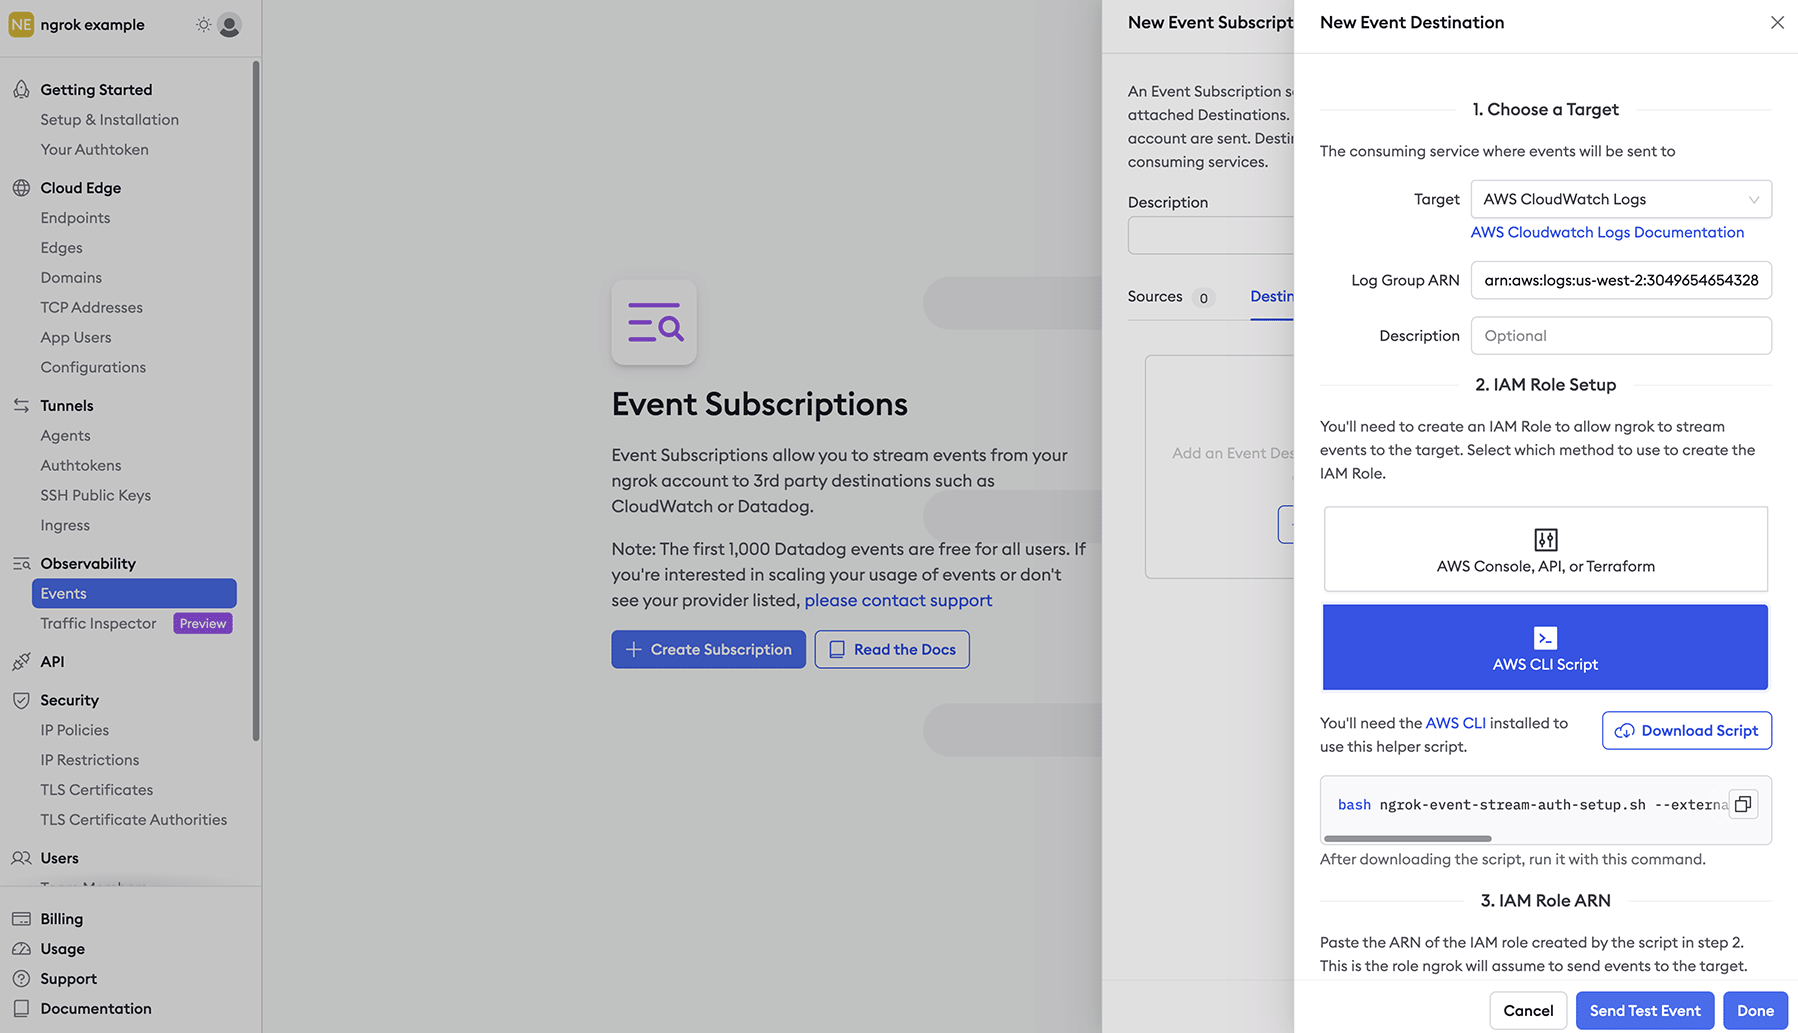 NE ngrok example
Getting Started
Setup & Installation
Your Authtoken
Cloud Edge
Endpoints
Edges
Domains
TCP Addresses
App Users
Configurations
Tunnels
Agents
Authtokens
SSH Public Keys
Ingress
Observability
Events
Traffic Inspector Preview
API
Security
IP Policies
IP Restrictions
TLS Certificates
TLS Certificate Authorities
Users
Billing
Usage
Support
Documentation
Event Subscriptions
Event Subscriptions allow you to stream events from your
ngrok account to 3rd party destinations such as
CloudWatch or Datadog.
Note: The first 1,000 Datadog events are free for all users. If
you're interested in scaling your usage of events or don't
see your provider listed, please contact support
Create Subscription
Read the Docs
New Event Subscript
An Event Subscription s
attached Destinations.
account are sent. Desti
consuming services.
Description
Sources 0
Destin
Add an Event Des
New Event Destination
1. Choose a Target
The consuming service where events will be sent to
Target AWS CloudWatch Logs
AWS Cloudwatch Logs Documentation
Log Group ARN arn:aws:logs:us-west-2:3049654654328
Description Optional
2. IAM Role Setup
You'll need to create an IAM Role to allow ngrok to stream
events to the target. Select which method to use to create the
IAM Role.
AWS Console, API, or Terraform
AWS CLI Script
You'll need the AWS CLI installed to
use this helper script.
Download Script
bash ngrok-event-stream-auth-setup.sh --externa
After downloading the script, run it with this command.
3. IAM Role ARN
Paste the ARN of the IAM role created by the script in step 2.
This is the role ngrok will assume to send events to the target.
Cancel
Send Test Event
Done